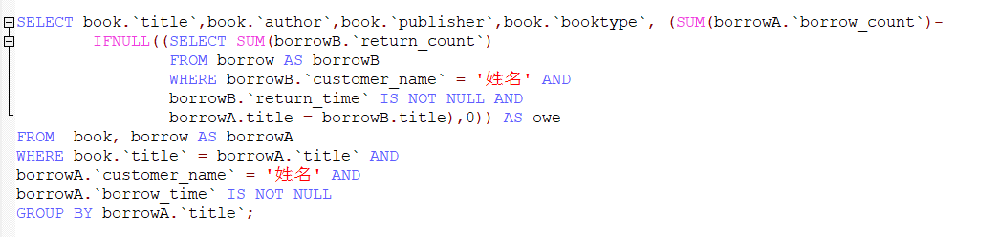 SELECT book.`title`,book.`author`,book.`publisher`,book.`booktype`, (SUM(borrowA.`borrow_count`)-
IFNULL((SELECT SUM(borrowB.`return_count`)
FROM borrow AS borrowB
WHERE borrowB.`customer_name` = '姓名' AND
borrowB.`return_time` IS NOT NULL AND
borrowA.title = borrowB.title),0)) AS owe
FROM  book, borrow AS borrowA
WHERE book.`title` = borrowA.`title` AND
borrowA.`customer_name` = '姓名' AND
borrowA.`borrow_time` IS NOT NULL
GROUP BY borrowA.`title`;